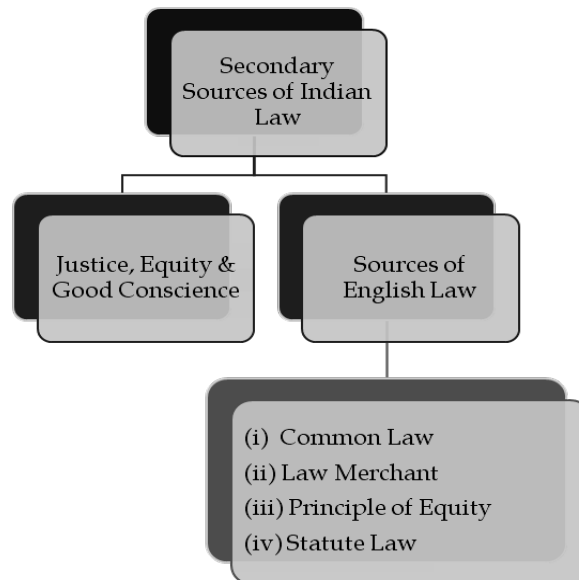 Secondary
Sources of Indian
Law
Justice, Equity &
Good Conscience
Sources of
English Law
(i) Common Law
(ii) Law Merchant
(iii) Principle of Equity
(iv) Statute Law